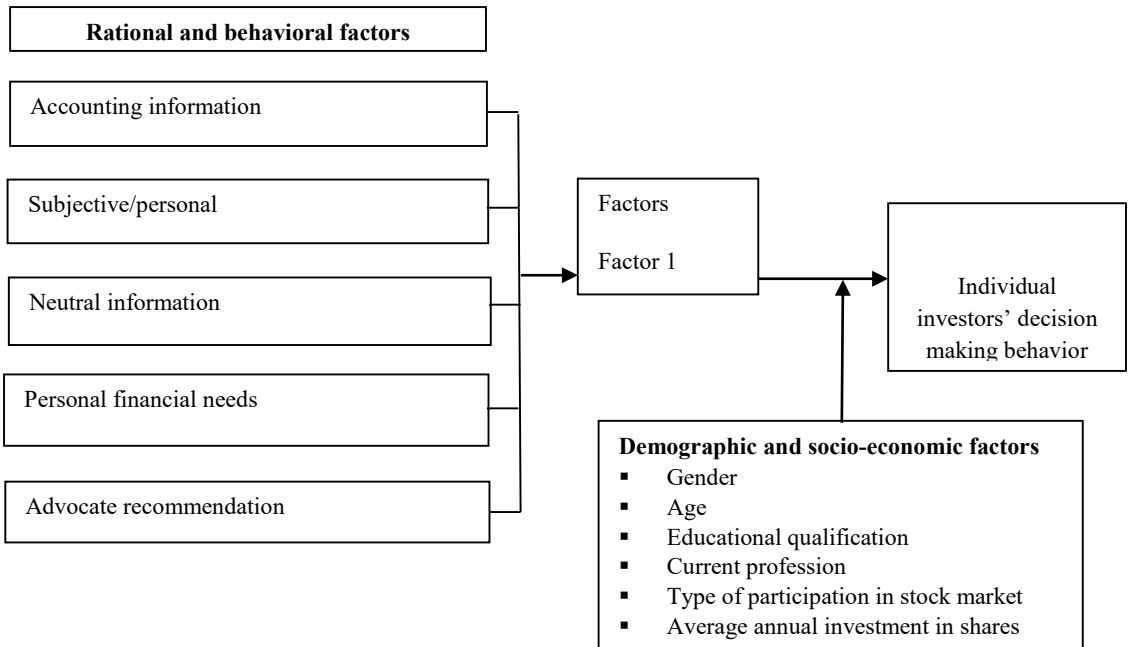 Rational and behavioral factors
Accounting information
Subjective/personal
Neutral information
Personal financial needs
Advocate recommendation
Factors
Factor 1
Individual
investors’ decision
making behavior
Demographic and socio-economic factors
▪ Gender
▪ Age
▪ Educational qualification
▪ Current profession
▪ Type of participation in stock market
▪ Average annual investment in shares